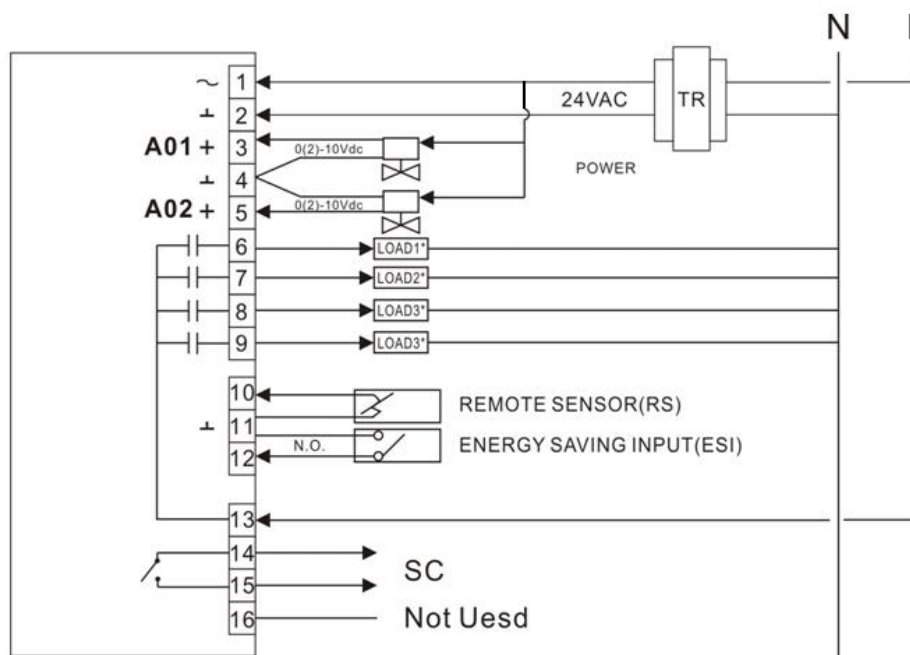 N
~ 1
24VAC
TR
⊥ 2
A01 + 3
0(2)-10Vdc
POWER
⊥ 4
A02 + 5
0(2)-10Vdc
6
LOAD1*
7
LOAD2*
8
LOAD3*
9
LOAD3*
10
REMOTE SENSOR(RS)
⊥ 11
N.O.
ENERGY SAVING INPUT(ESI)
12
13
14
SC
15
16
Not Uesd